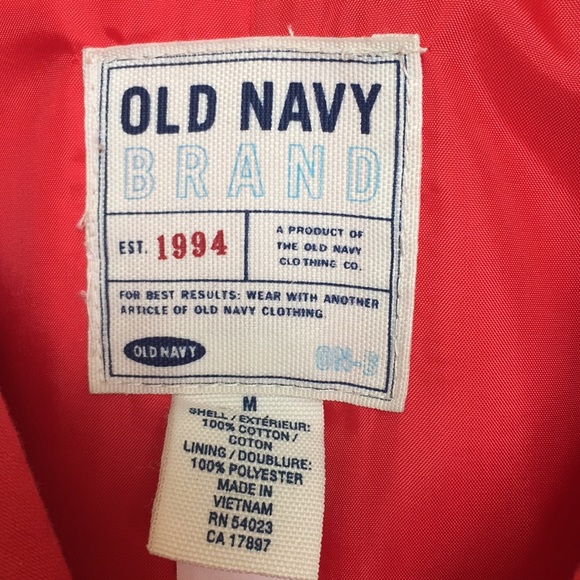 OLD NAVY
BRAND
EST. 1994
A PRODUCT OF
THE OLD NAVY
CLOTHING CO.
FOR BEST RESULTS: WEAR WITH ANOTHER
ARTICLE OF OLD NAVY CLOTHING
OLD NAVY
M
SHELL / EXTÉRIEUR:
100% COTTON /
COTON
LINING / DOUBLURE:
100% POLYESTER
MADE IN
VIETNAM
RN 54023
CA 17897